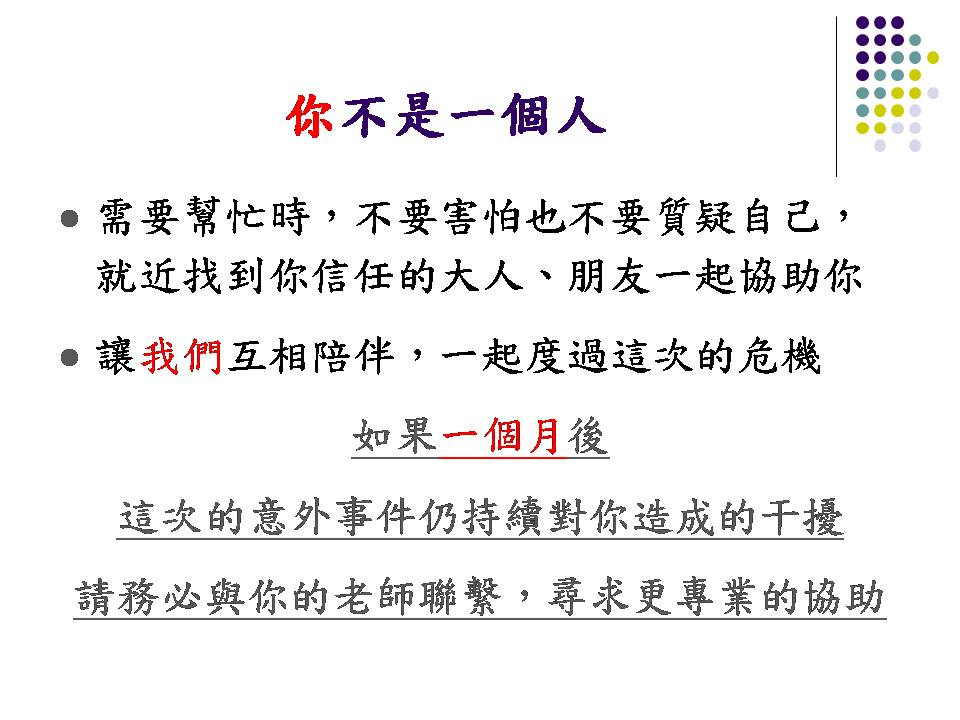 你不是一個人
需要幫忙時，不要害怕也不要質疑自己，
就近找到你信任的大人、朋友一起協助你
讓我們互相陪伴，一起度過這次的危機
如果一個月後
這次的意外事件仍持續對你造成的干擾
請務必與你的老師聯繫，尋求更專業的協助